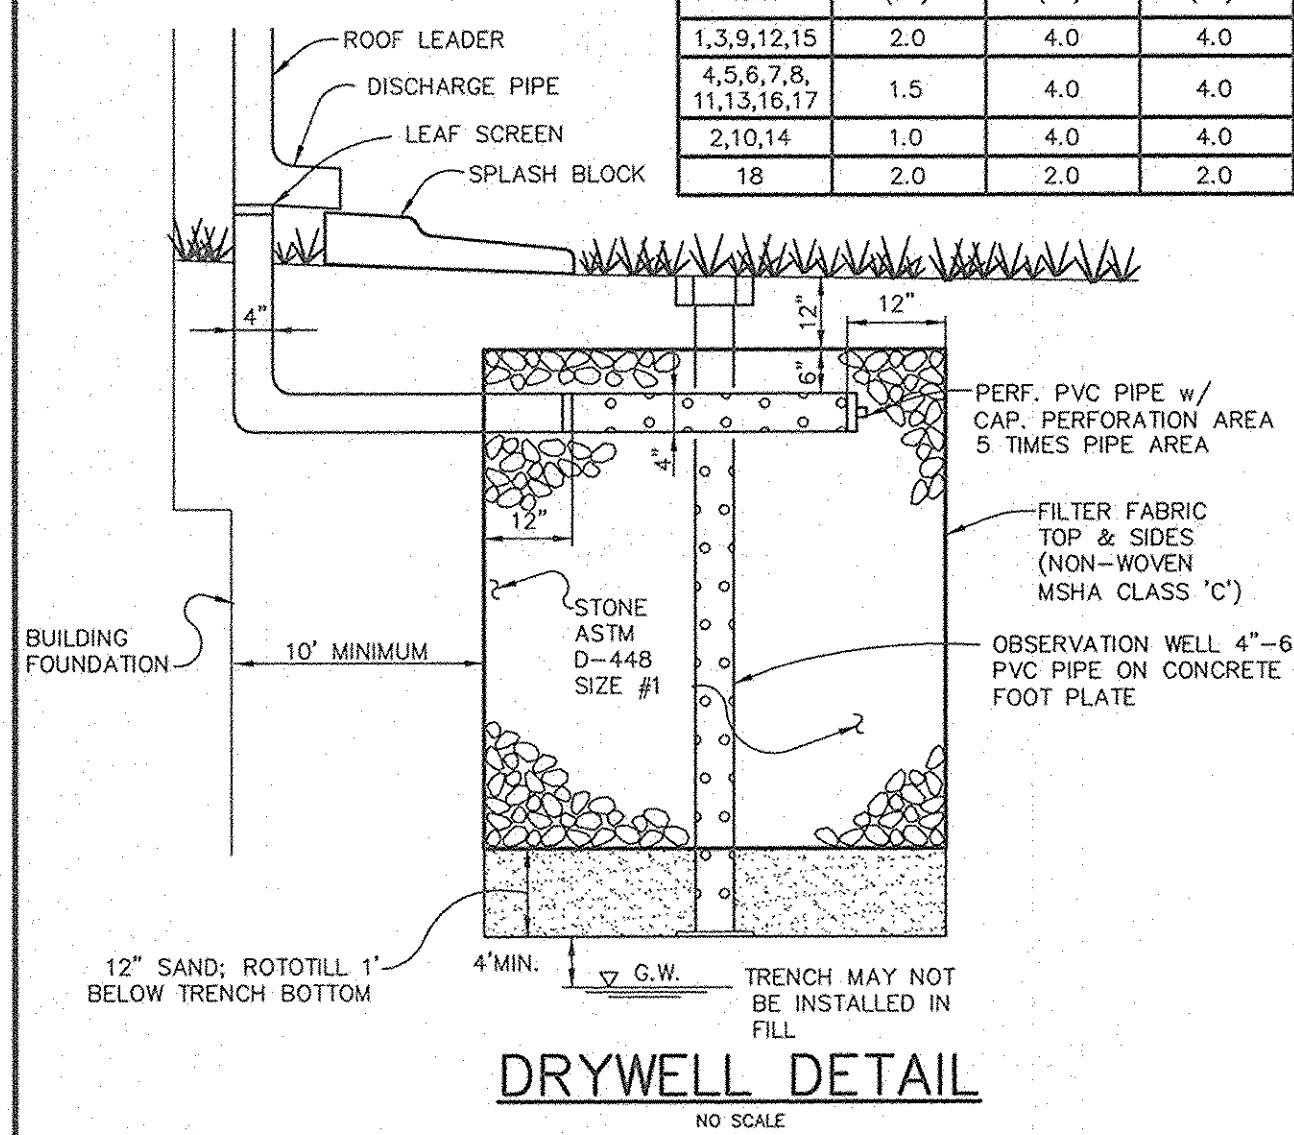 1,3,9,12,15 2.0 4.0 4.0
4,5,6,7,8,
11,13,16,17 1.5 4.0 4.0
2,10,14 1.0 4.0 4.0
18 2.0 2.0 2.0
ROOF LEADER
DISCHARGE PIPE
LEAF SCREEN
SPLASH BLOCK
4"
12"
12"
6"
4"
12"
PERF. PVC PIPE w/
CAP. PERFORATION AREA
5 TIMES PIPE AREA
FILTER FABRIC
TOP & SIDES
(NON-WOVEN
MSHA CLASS 'C')
STONE
ASTM
D-448
SIZE #1
BUILDING
FOUNDATION
10' MINIMUM
OBSERVATION WELL 4"-6
PVC PIPE ON CONCRETE
FOOT PLATE
12" SAND; ROTOTILL 1'
BELOW TRENCH BOTTOM
4'MIN.
G.W.
TRENCH MAY NOT
BE INSTALLED IN
FILL
DRYWELL DETAIL
NO SCALE